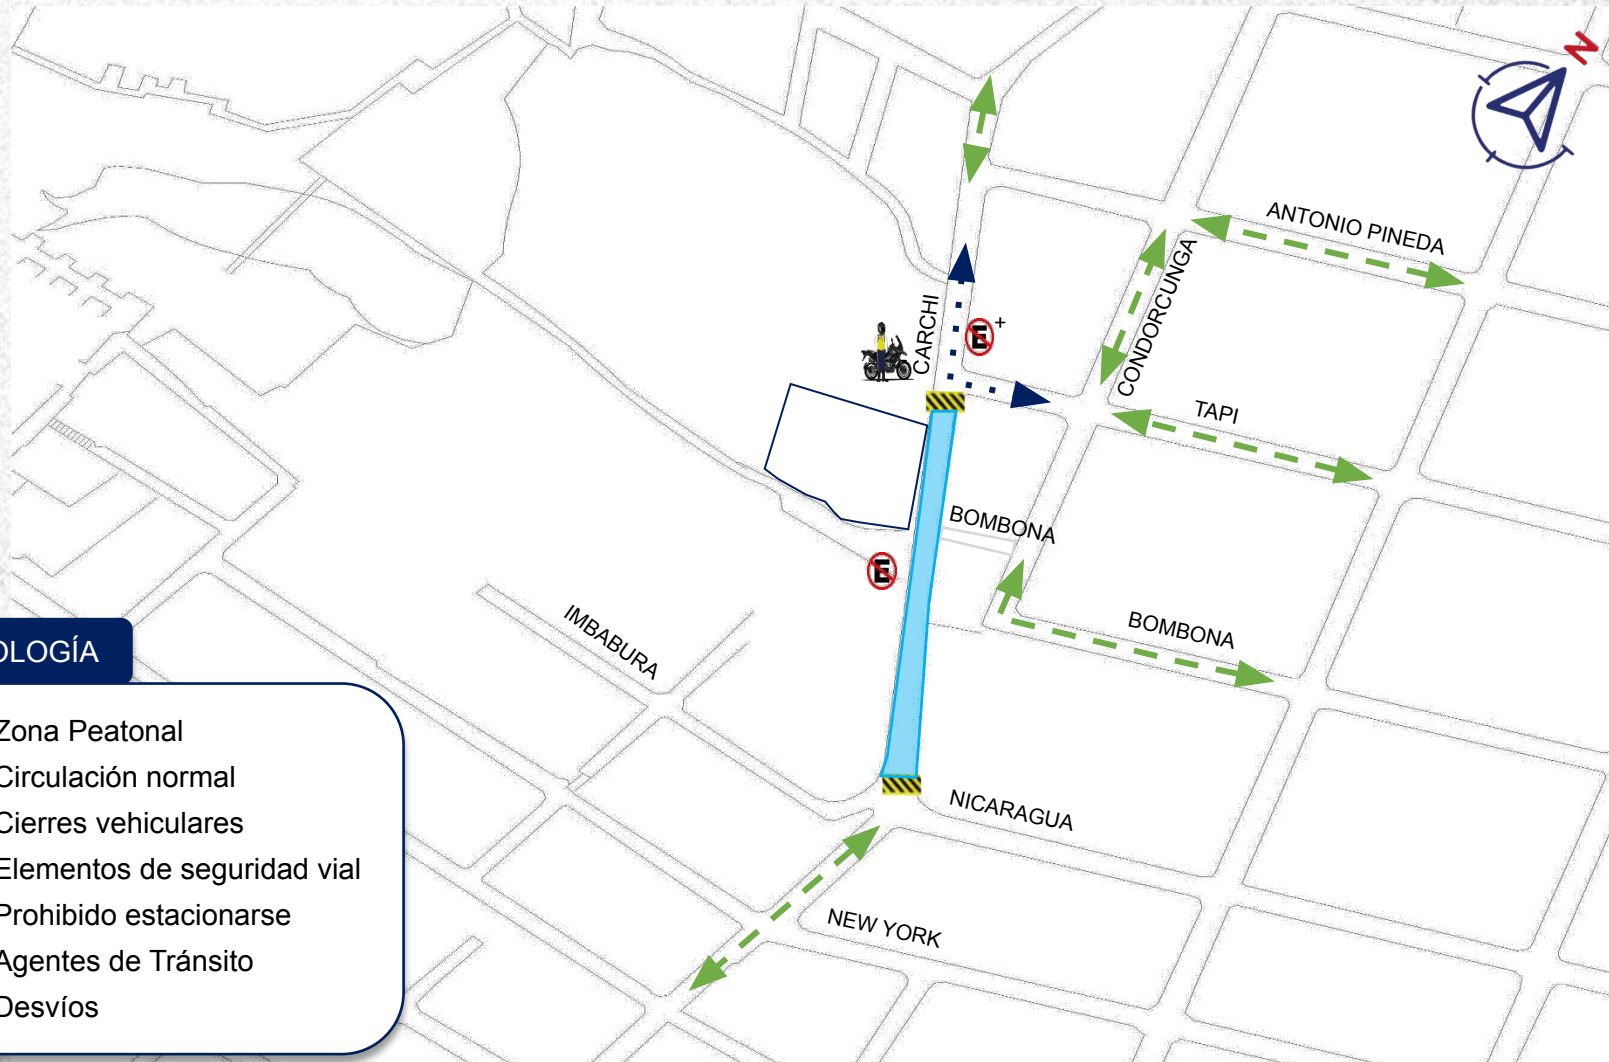 N
ANTONIO PINEDA
CONDORCUNGA
CARCHI
E
+
TAPI
BOMBONA
E
IMBABURA
BOMBONA
NICARAGUA
NEW YORK
OLOGÍA
Zona Peatonal
Circulación normal
Cierres vehiculares
Elementos de seguridad vial
Prohibido estacionarse
Agentes de Tránsito
Desvíos